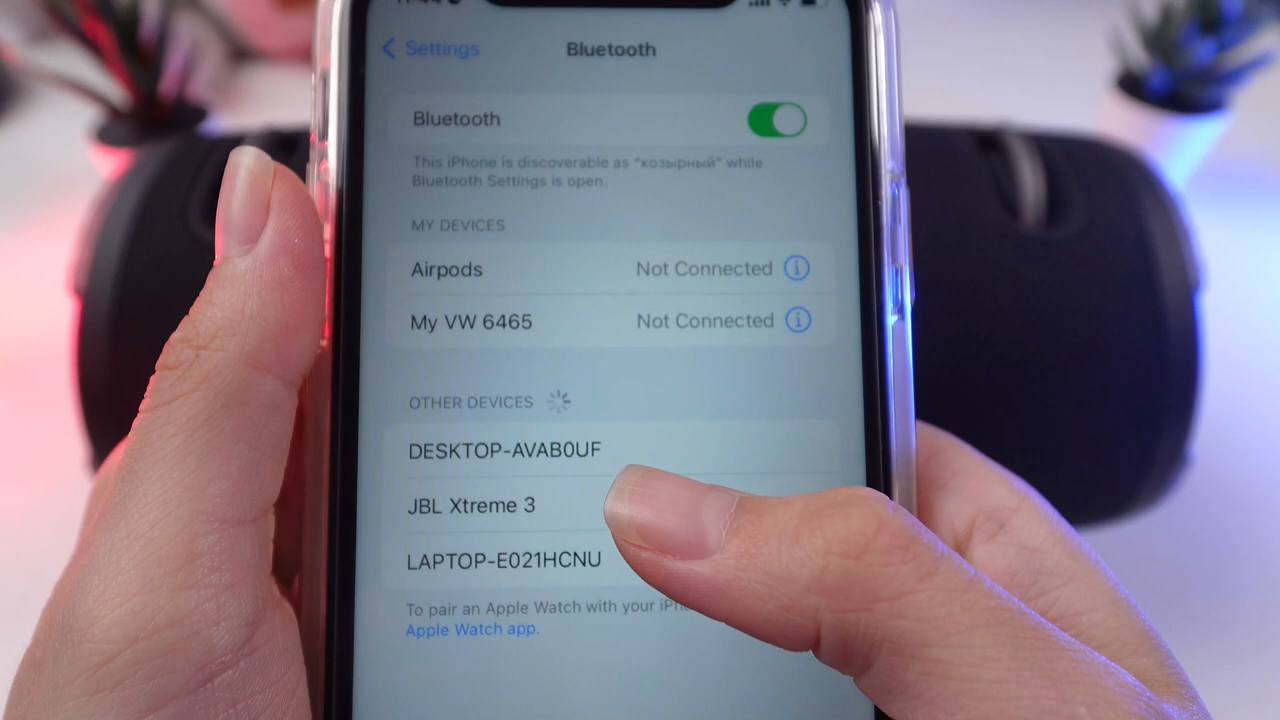 Settings
Bluetooth
Bluetooth
This iPhone is discoverable as "козырный" while
Bluetooth Settings is open.
MY DEVICES
Airpods Not Connected
My VW 6465 Not Connected
OTHER DEVICES
DESKTOP-AVAB0UF
JBL Xtreme 3
LAPTOP-E021HCNU
To pair an Apple Watch with your
Apple Watch app.